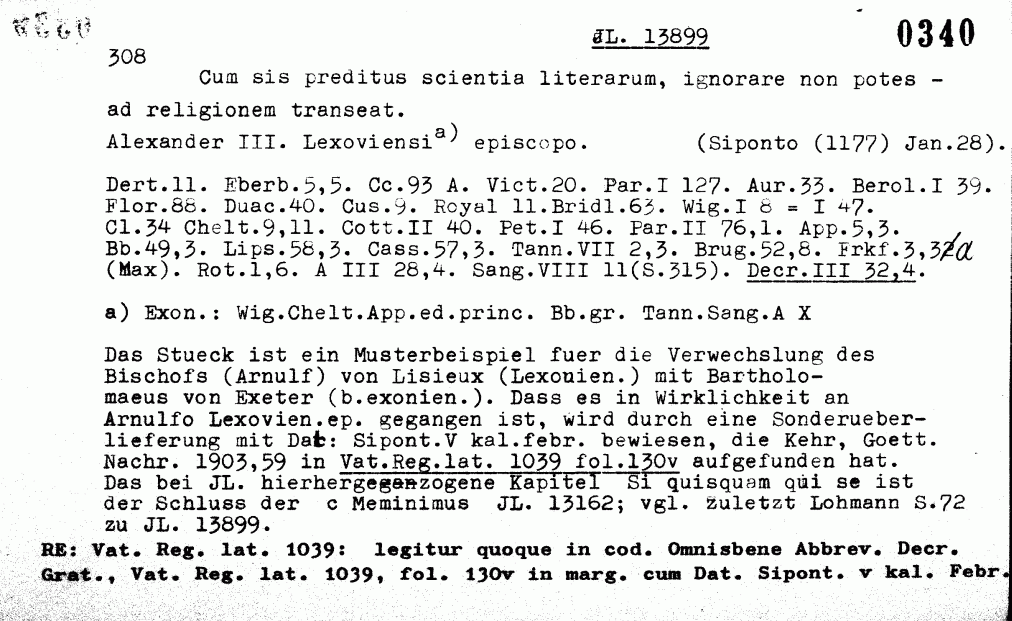 JL. 13899 0340
308
Cum sis preditus scientia literarum, ignorare non potes -
ad religionem transeat.
Alexander III. Lexoviensi a) episcopo. (Siponto (1177) Jan.28).
Dert.11. Eberb.5,5. Cc.93 A. Vict.20. Par.I 127. Aur.33. Berol.I 39.
Flor.88. Duac.40. Cus.9. Royal 11.Bridl.63. Wig.I 8 = I 47.
Cl.34 Chelt.9,11. Cott.II 40. Pet.I 46. Par.II 76,1. App.5,3.
Bb.49,3. Lips.58,3. Cass.57,3. Tann.VII 2,3. Brug.52,8. Frkf.3,3
(Max). Rot.1,6. A III 28,4. Sang.VIII 11(S.315). Decr.III 32,4.
a) Exon.: Wig.Chelt.App.ed.princ. Bb.gr. Tann.Sang.A X
Das Stueck ist ein Musterbeispiel fuer die Verwechslung des
Bischofs (Arnulf) von Lisieux (Lexouien.) mit Bartholo-
maeus von Exeter (b.exonien.). Dass es in Wirklichkeit an
Arnulfo Lexovien.ep. gegangen ist, wird durch eine Sonderueber-
lieferung mit Dat: Sipont.V kal.febr. bewiesen, die Kehr, Goett.
Nachr. 1903,59 in Vat.Reg.lat. 1039 fol.130v aufgefunden hat.
Das bei JL. hierhergezogene Kapitel Si quisquam qui se ist
der Schluss der c Meminimus JL. 13162; vgl. zuletzt Lohmann S.72
zu JL. 13899.
RE: Vat. Reg. lat. 1039: legitur quoque in cod. Omnisbene Abbrev. Decr.
Grat., Vat. Reg. lat. 1039, fol. 130v in marg. cum Dat. Sipont. v kal. Febr.